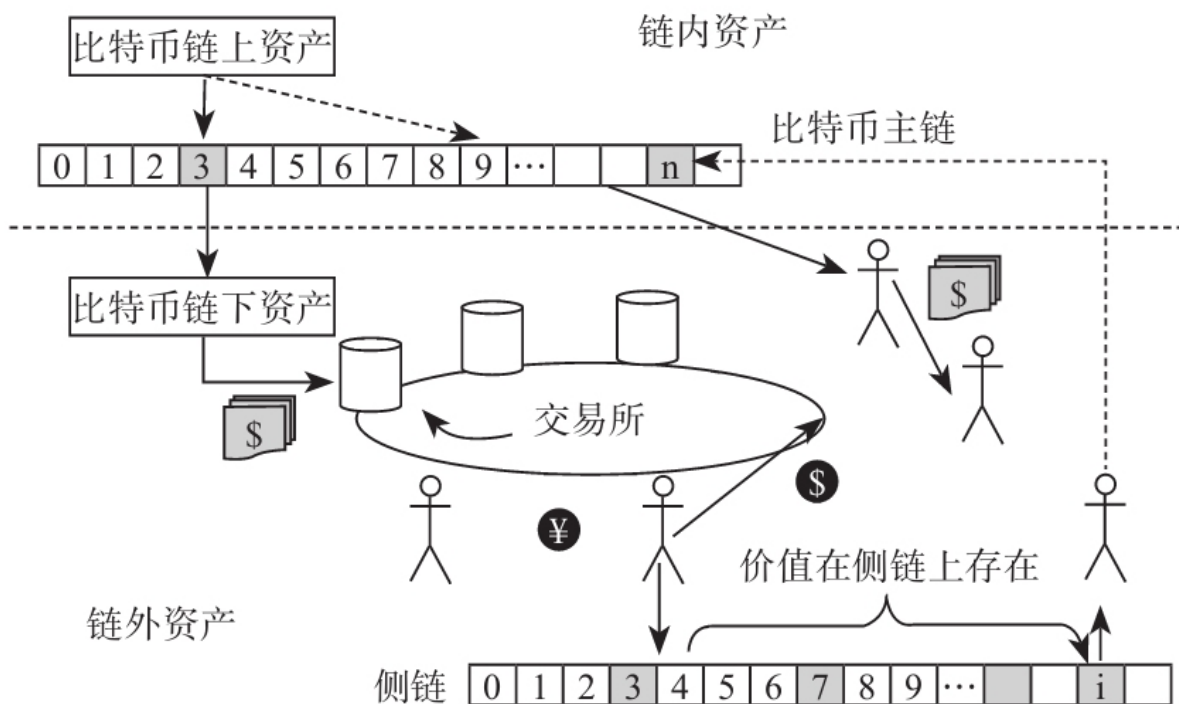 比特币链上资产
链内资产
比特币主链
0 1 2 3 4 5 6 7 8 9 … n
比特币链下资产
$
$
交易所
$
¥
价值在侧链上存在
链外资产
侧链 0 1 2 3 4 5 6 7 8 9 … i